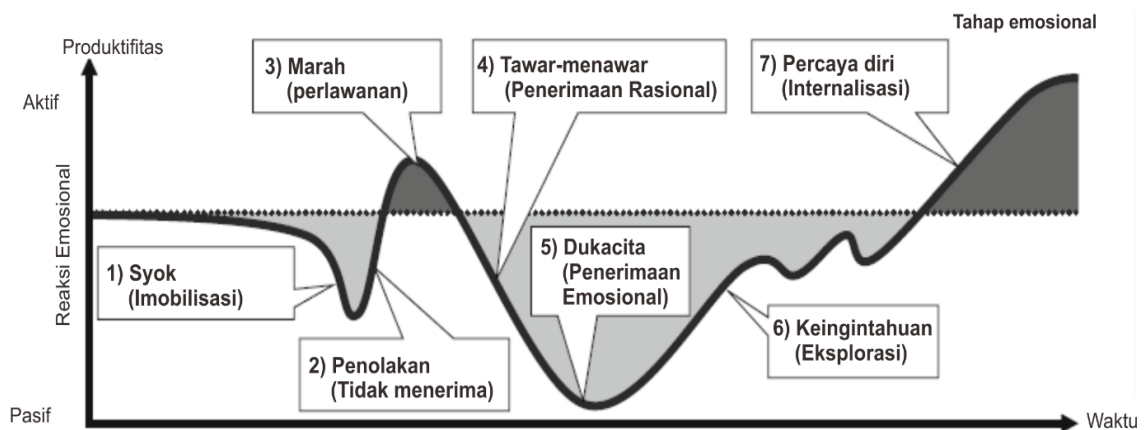 Tahap emosional
Produktifitas
Aktif
Reaksi Emosional
Pasif
Waktu
1) Syok
(Imobilisasi)
2) Penolakan
(Tidak menerima)
3) Marah
(perlawanan)
4) Tawar-menawar
(Penerimaan Rasional)
5) Dukacita
(Penerimaan
Emosional)
6) Keingintahuan
(Eksplorasi)
7) Percaya diri
(Internalisasi)